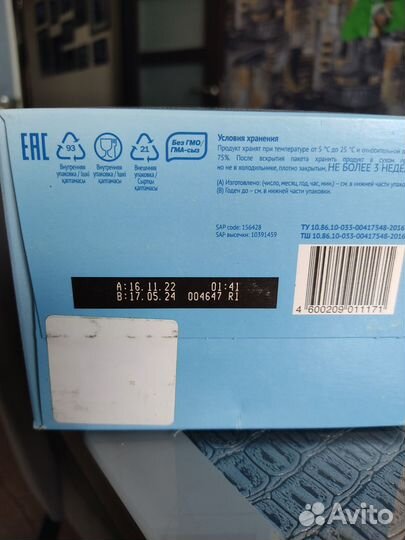 EAC
93
Внутренняя
упаковка / Ішкі
қаптамасы
Внутренняя
упаковка / Ішкі
қаптамасы
21
Внешняя
упаковка / Сыртқы
қаптамасы
Без ГМО/
ГМА-сыз
Условия хранения
Продукт хранят при температуре от 5 °C до 25 °C и относительной
75%. После вскрытия пакета хранить продукт в сухом
но не в холодильнике, плотно закрытым, НЕ БОЛЕЕ 3 НЕДЕ
(А) Изготовлено: (число, месяц, год, час, мин.) – см. в нижней части упаков
(В) Годен до – см. в нижней части упаковки.
SAP code: 156428
SAP высечки: 10391459
ТУ 10.86.10-033-00417548-2016
ТШ 10.86.10-033-00417548-2016
A:16.11.22 01:41
B:17.05.24 004647 R1
4 600209 011171
Avito